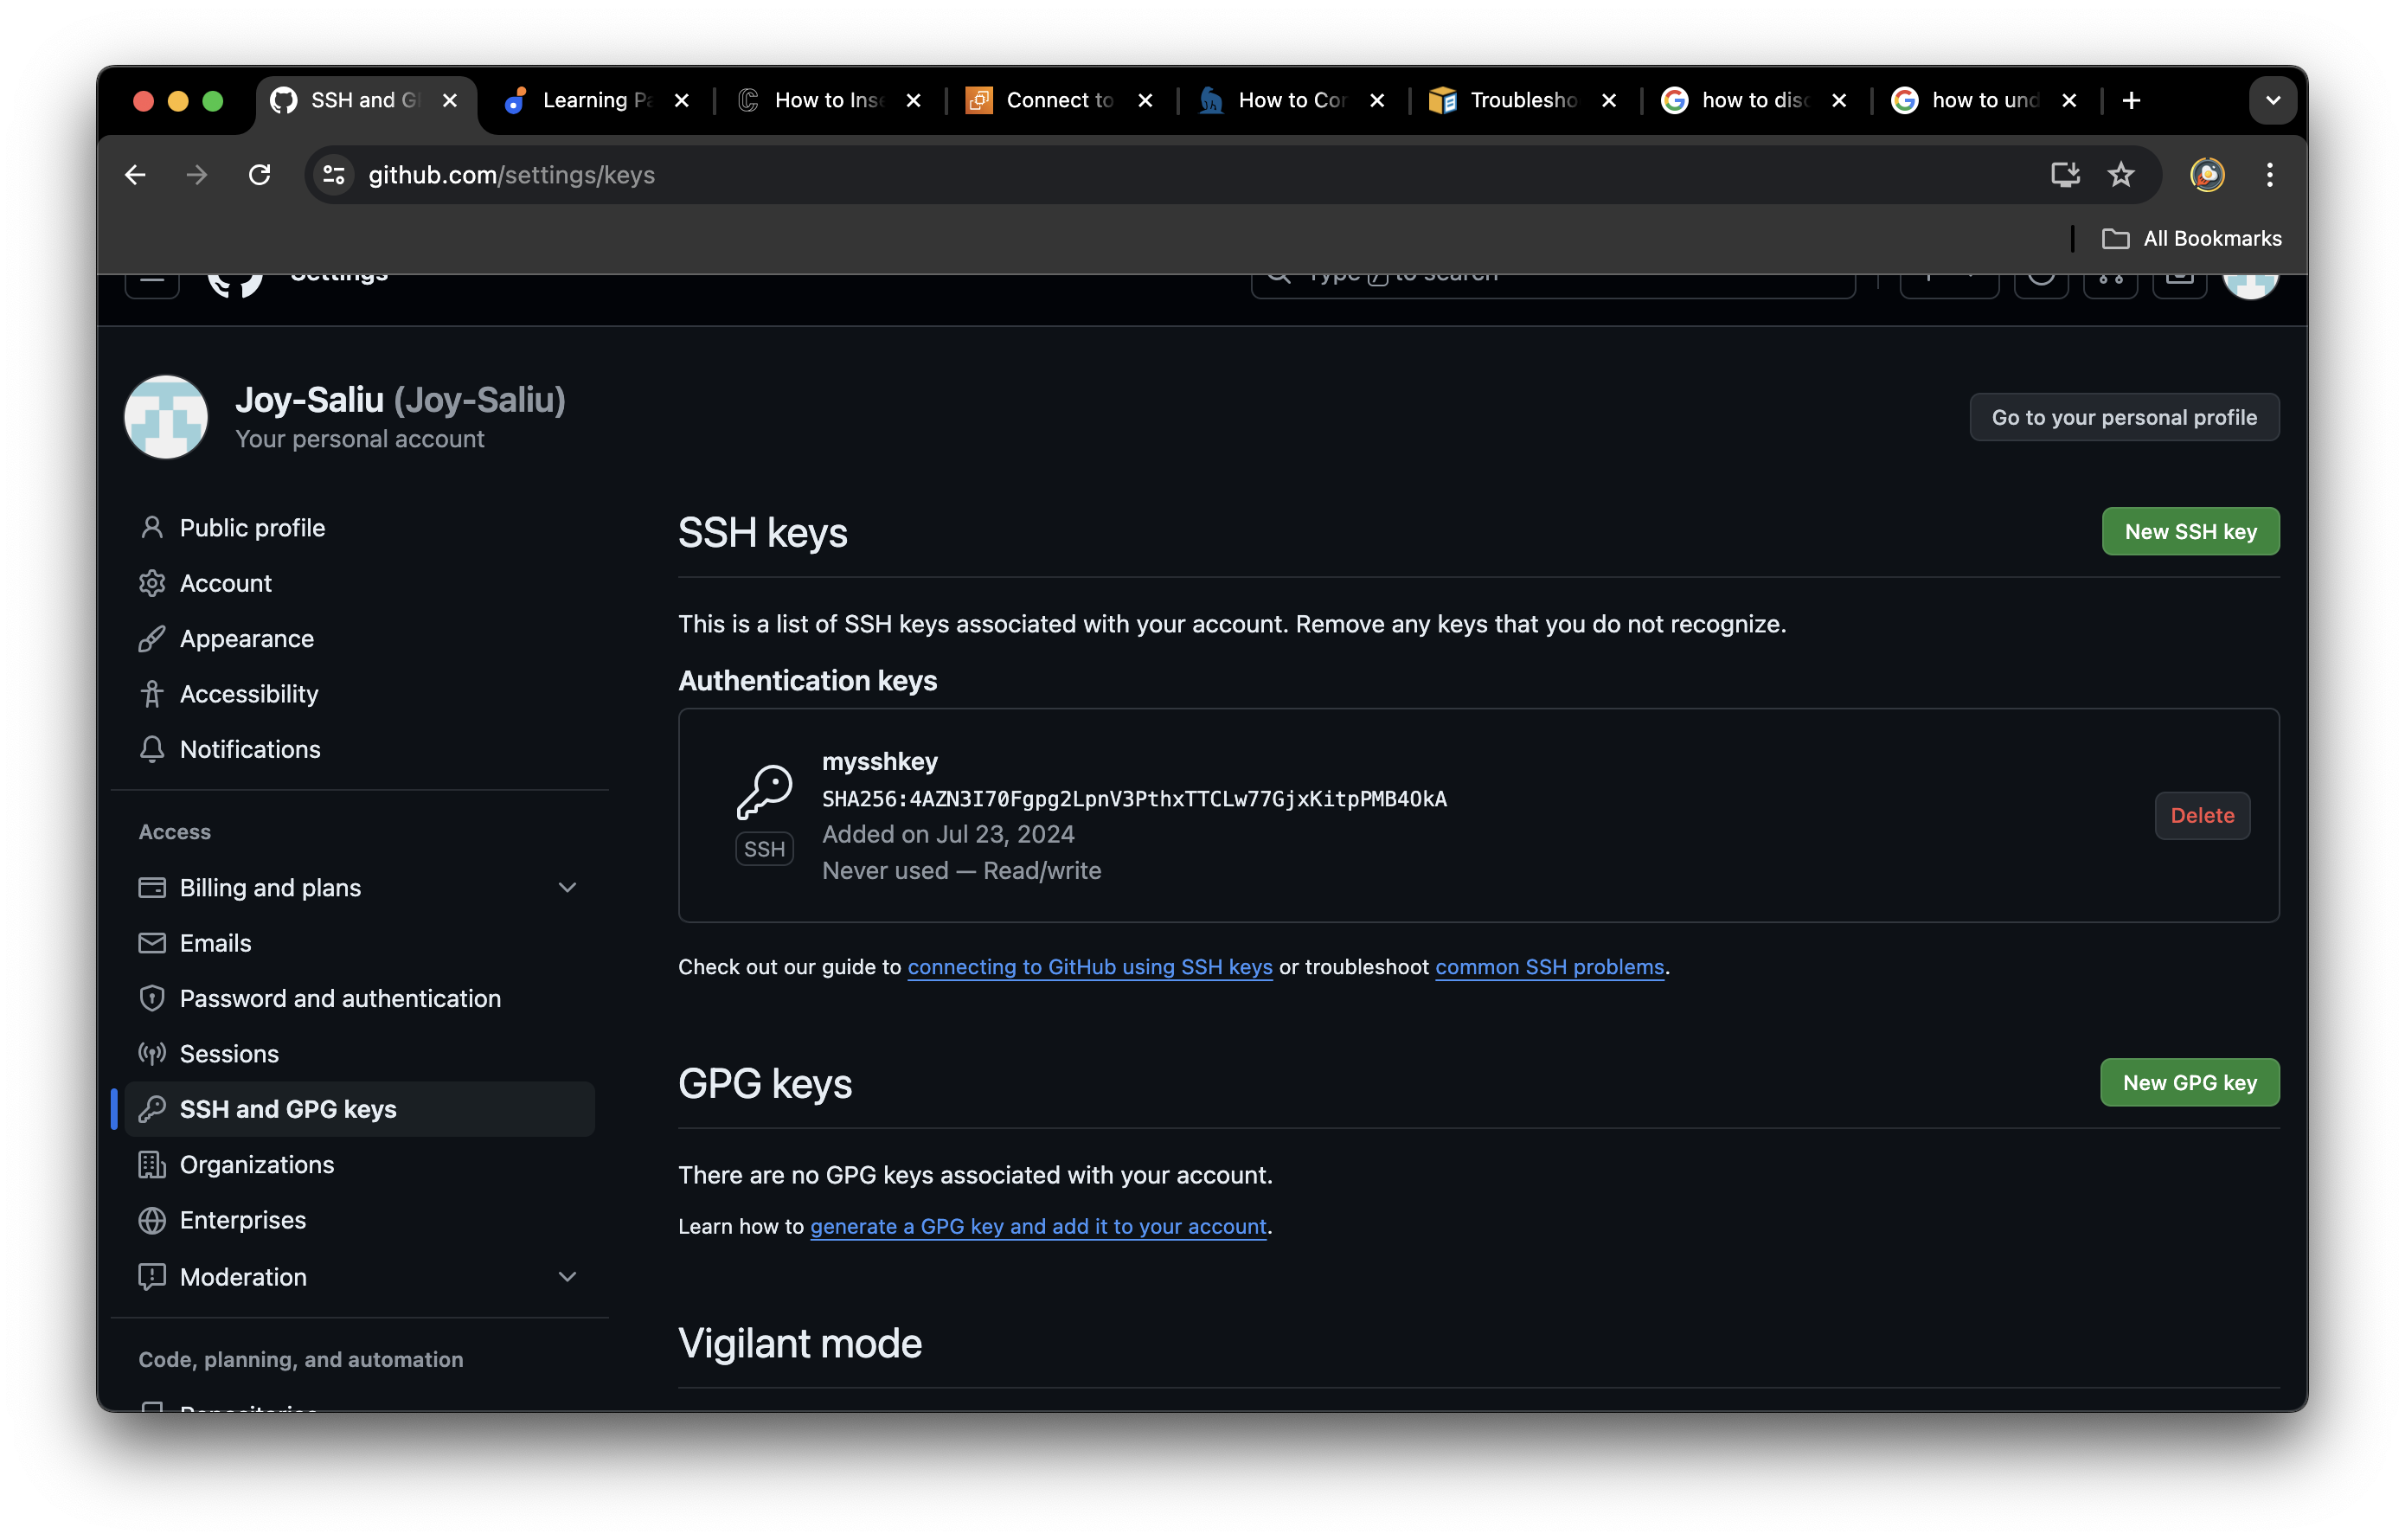 SSH and G
Learning Pa
How to Inse
Connect to
How to Cor
Troublesho
how to disc
how to und
github.com/settings/keys
All Bookmarks
Settings
Type / to search
Joy-Saliu (Joy-Saliu)
Your personal account
Go to your personal profile
Public profile
Account
Appearance
Accessibility
Notifications
Access
Billing and plans
Emails
Password and authentication
Sessions
SSH and GPG keys
Organizations
Enterprises
Moderation
Code, planning, and automation
Repositories
SSH keys
New SSH key
This is a list of SSH keys associated with your account. Remove any keys that you do not recognize.
Authentication keys
mysshkey
SHA256:4AZN3I70Fgpg2LpnV3PthxTTCLw77GjxKitpPMB4OkA
SSH
Added on Jul 23, 2024
Never used — Read/write
Delete
Check out our guide to connecting to GitHub using SSH keys or troubleshoot common SSH problems.
GPG keys
New GPG key
There are no GPG keys associated with your account.
Learn how to generate a GPG key and add it to your account.
Vigilant mode